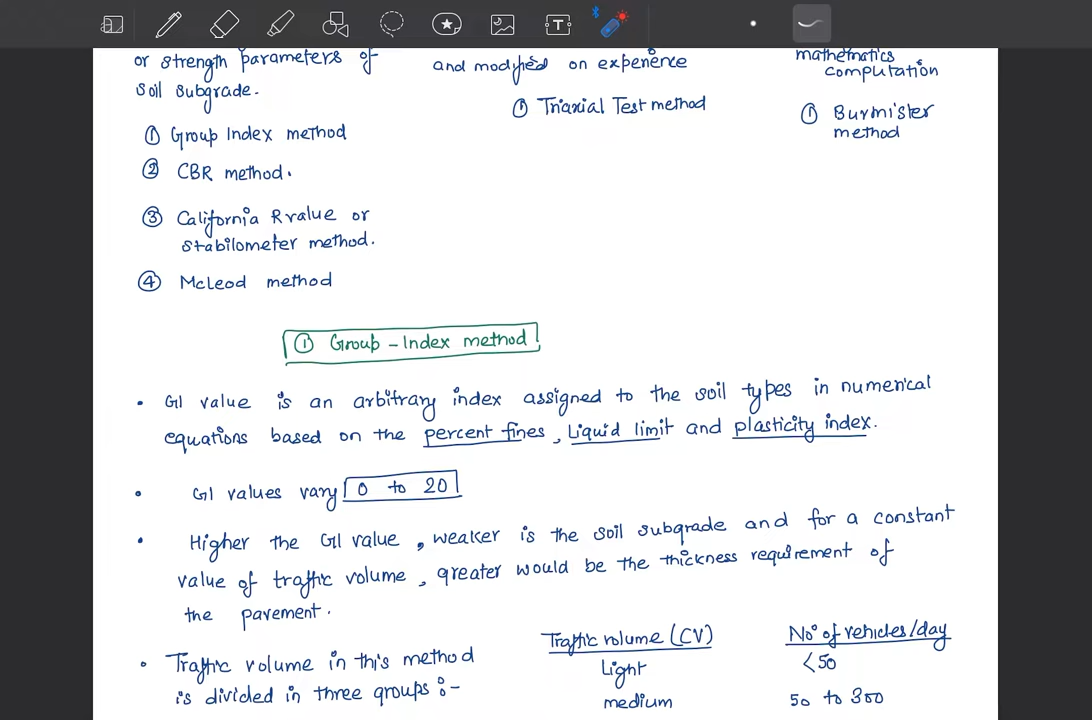 or strength parameters of
soil subgrade.
① Group Index method
② CBR method.
③ California R value or
stabilometer method.
④ McLeod method
and modified on experience
① Triaxial Test method
mathematics
computation
① Burmister
method
① Group - Index method
• GI value is an arbitrary index assigned to the soil types in numerical
equations based on the percent fines, Liquid limit and plasticity index.
• GI values vary 0 to 20
• Higher the GI value, weaker is the soil subgrade and for a constant
value of traffic volume, greater would be the thickness requirement of
the pavement.
• Traffic volume in this method
is divided in three groups :-
Traffic volume (CV) No° of vehicles/day
Light <50
medium 50 to 300